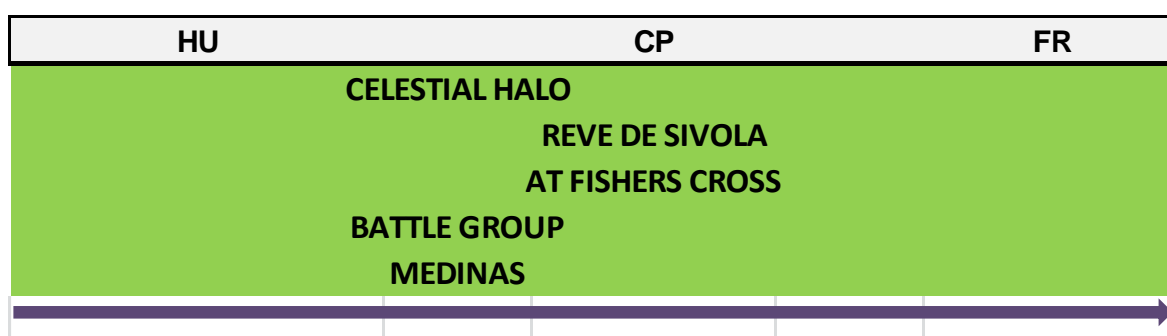 HU CP FR
CELESTIAL HALO
REVE DE SIVOLA
AT FISHERS CROSS
BATTLE GROUP
MEDINAS